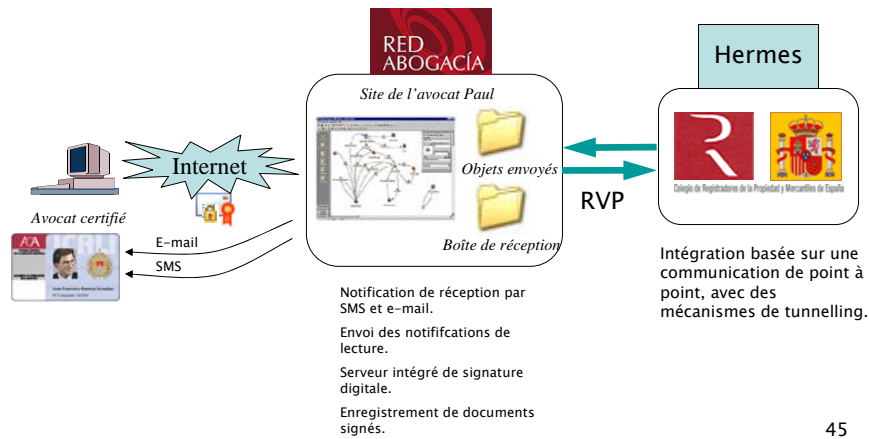 RED
ABOGACÍA
Hermes
Site de l'avocat Paul
Internet
Objets envoyés
RVP
Colegio de Registradores de la Propiedad y Mercantiles de España
Avocat certifié
E-mail
SMS
Boîte de réception
ACA
Notification de réception par
SMS et e-mail.
Envoi des notififcations de
lecture.
Serveur intégré de signature
digitale.
Enregistrement de documents
signés.
Intégration basée sur une
communication de point à
point, avec des
mécanismes de tunnelling.
45